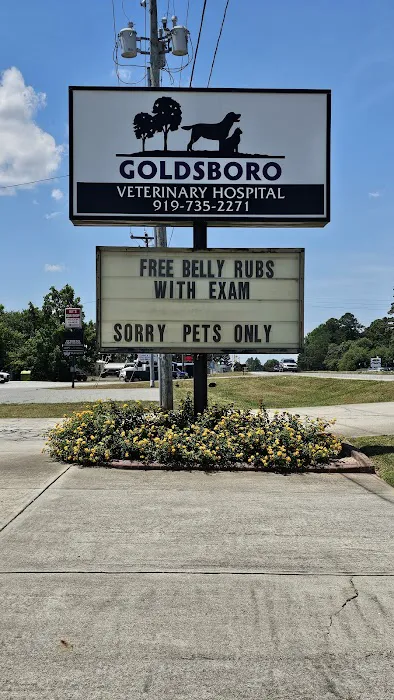 GOLDSBORO
VETERINARY HOSPITAL
919-735-2271
FREE BELLY RUBS
WITH EXAM
SORRY PETS ONLY